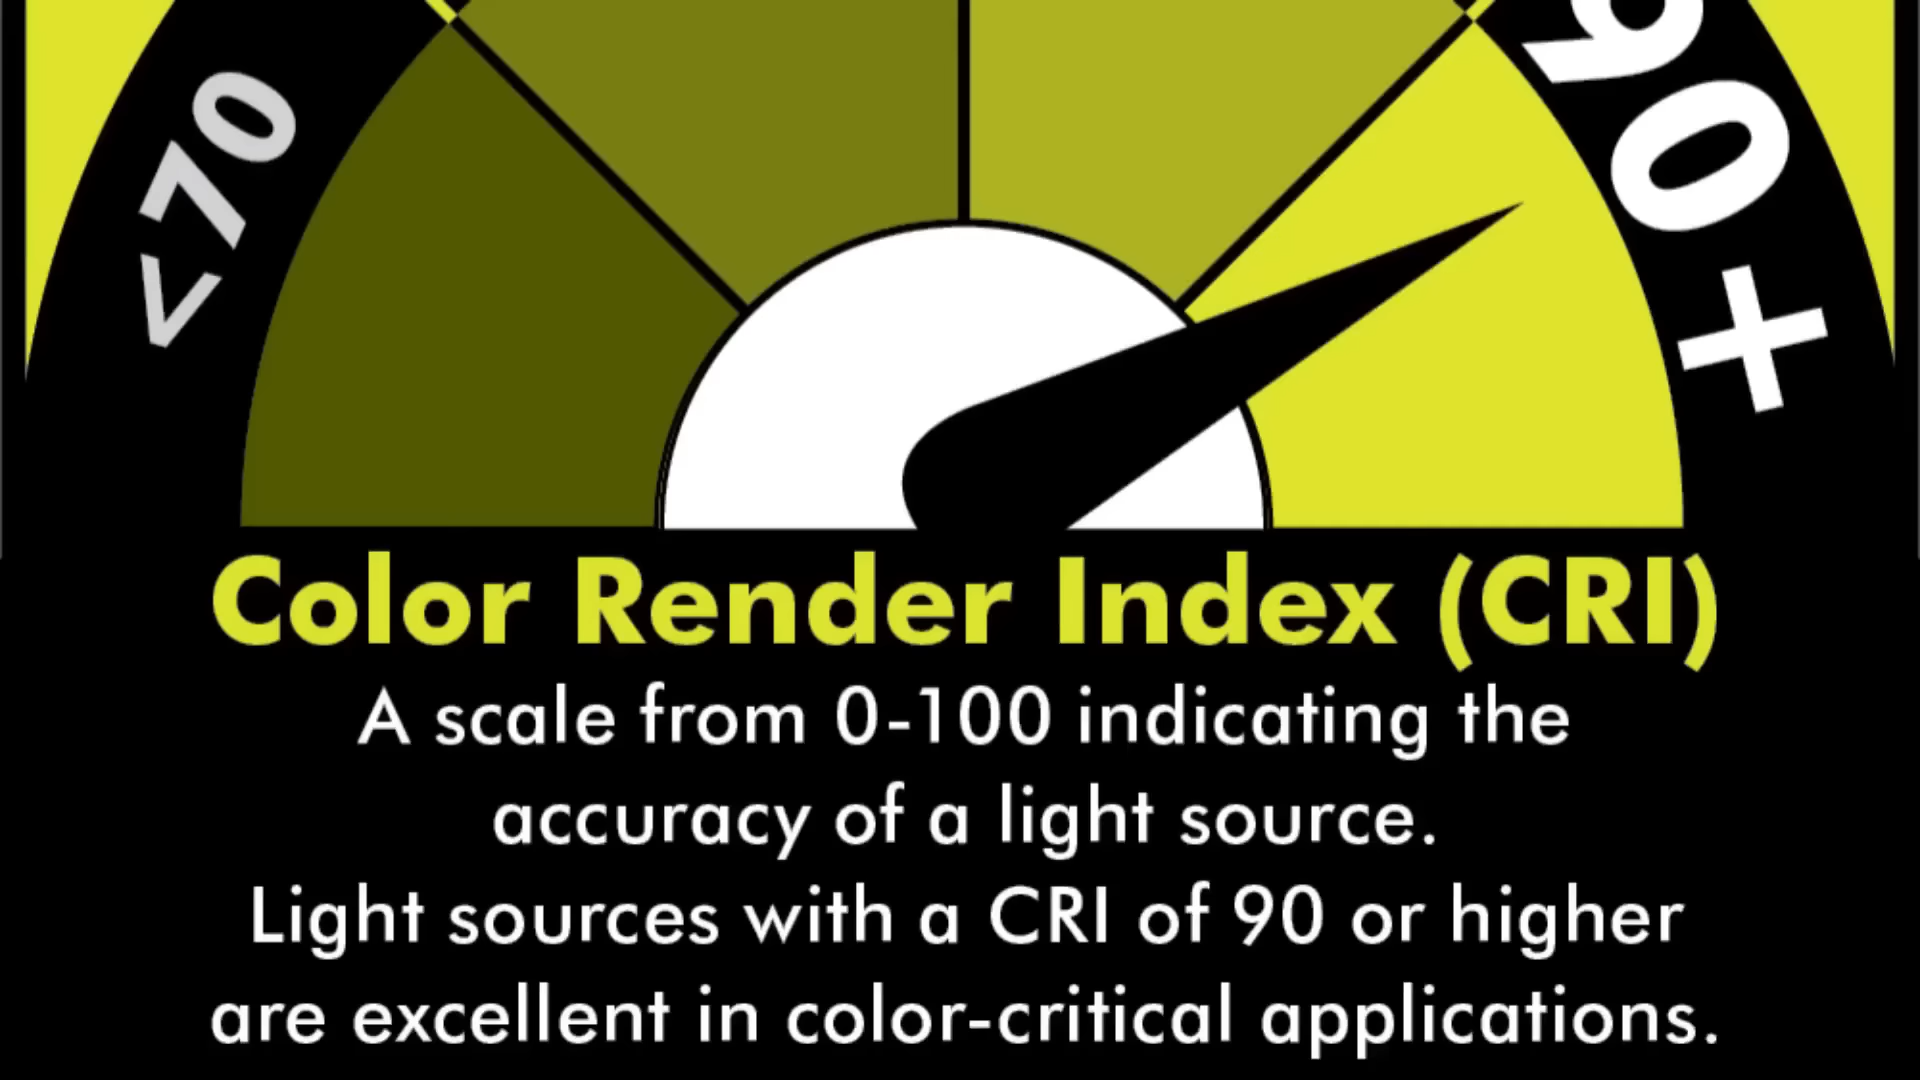 <70
90+
Color Render Index (CRI)
A scale from 0-100 indicating the
accuracy of a light source.
Light sources with a CRI of 90 or higher
are excellent in color-critical applications.